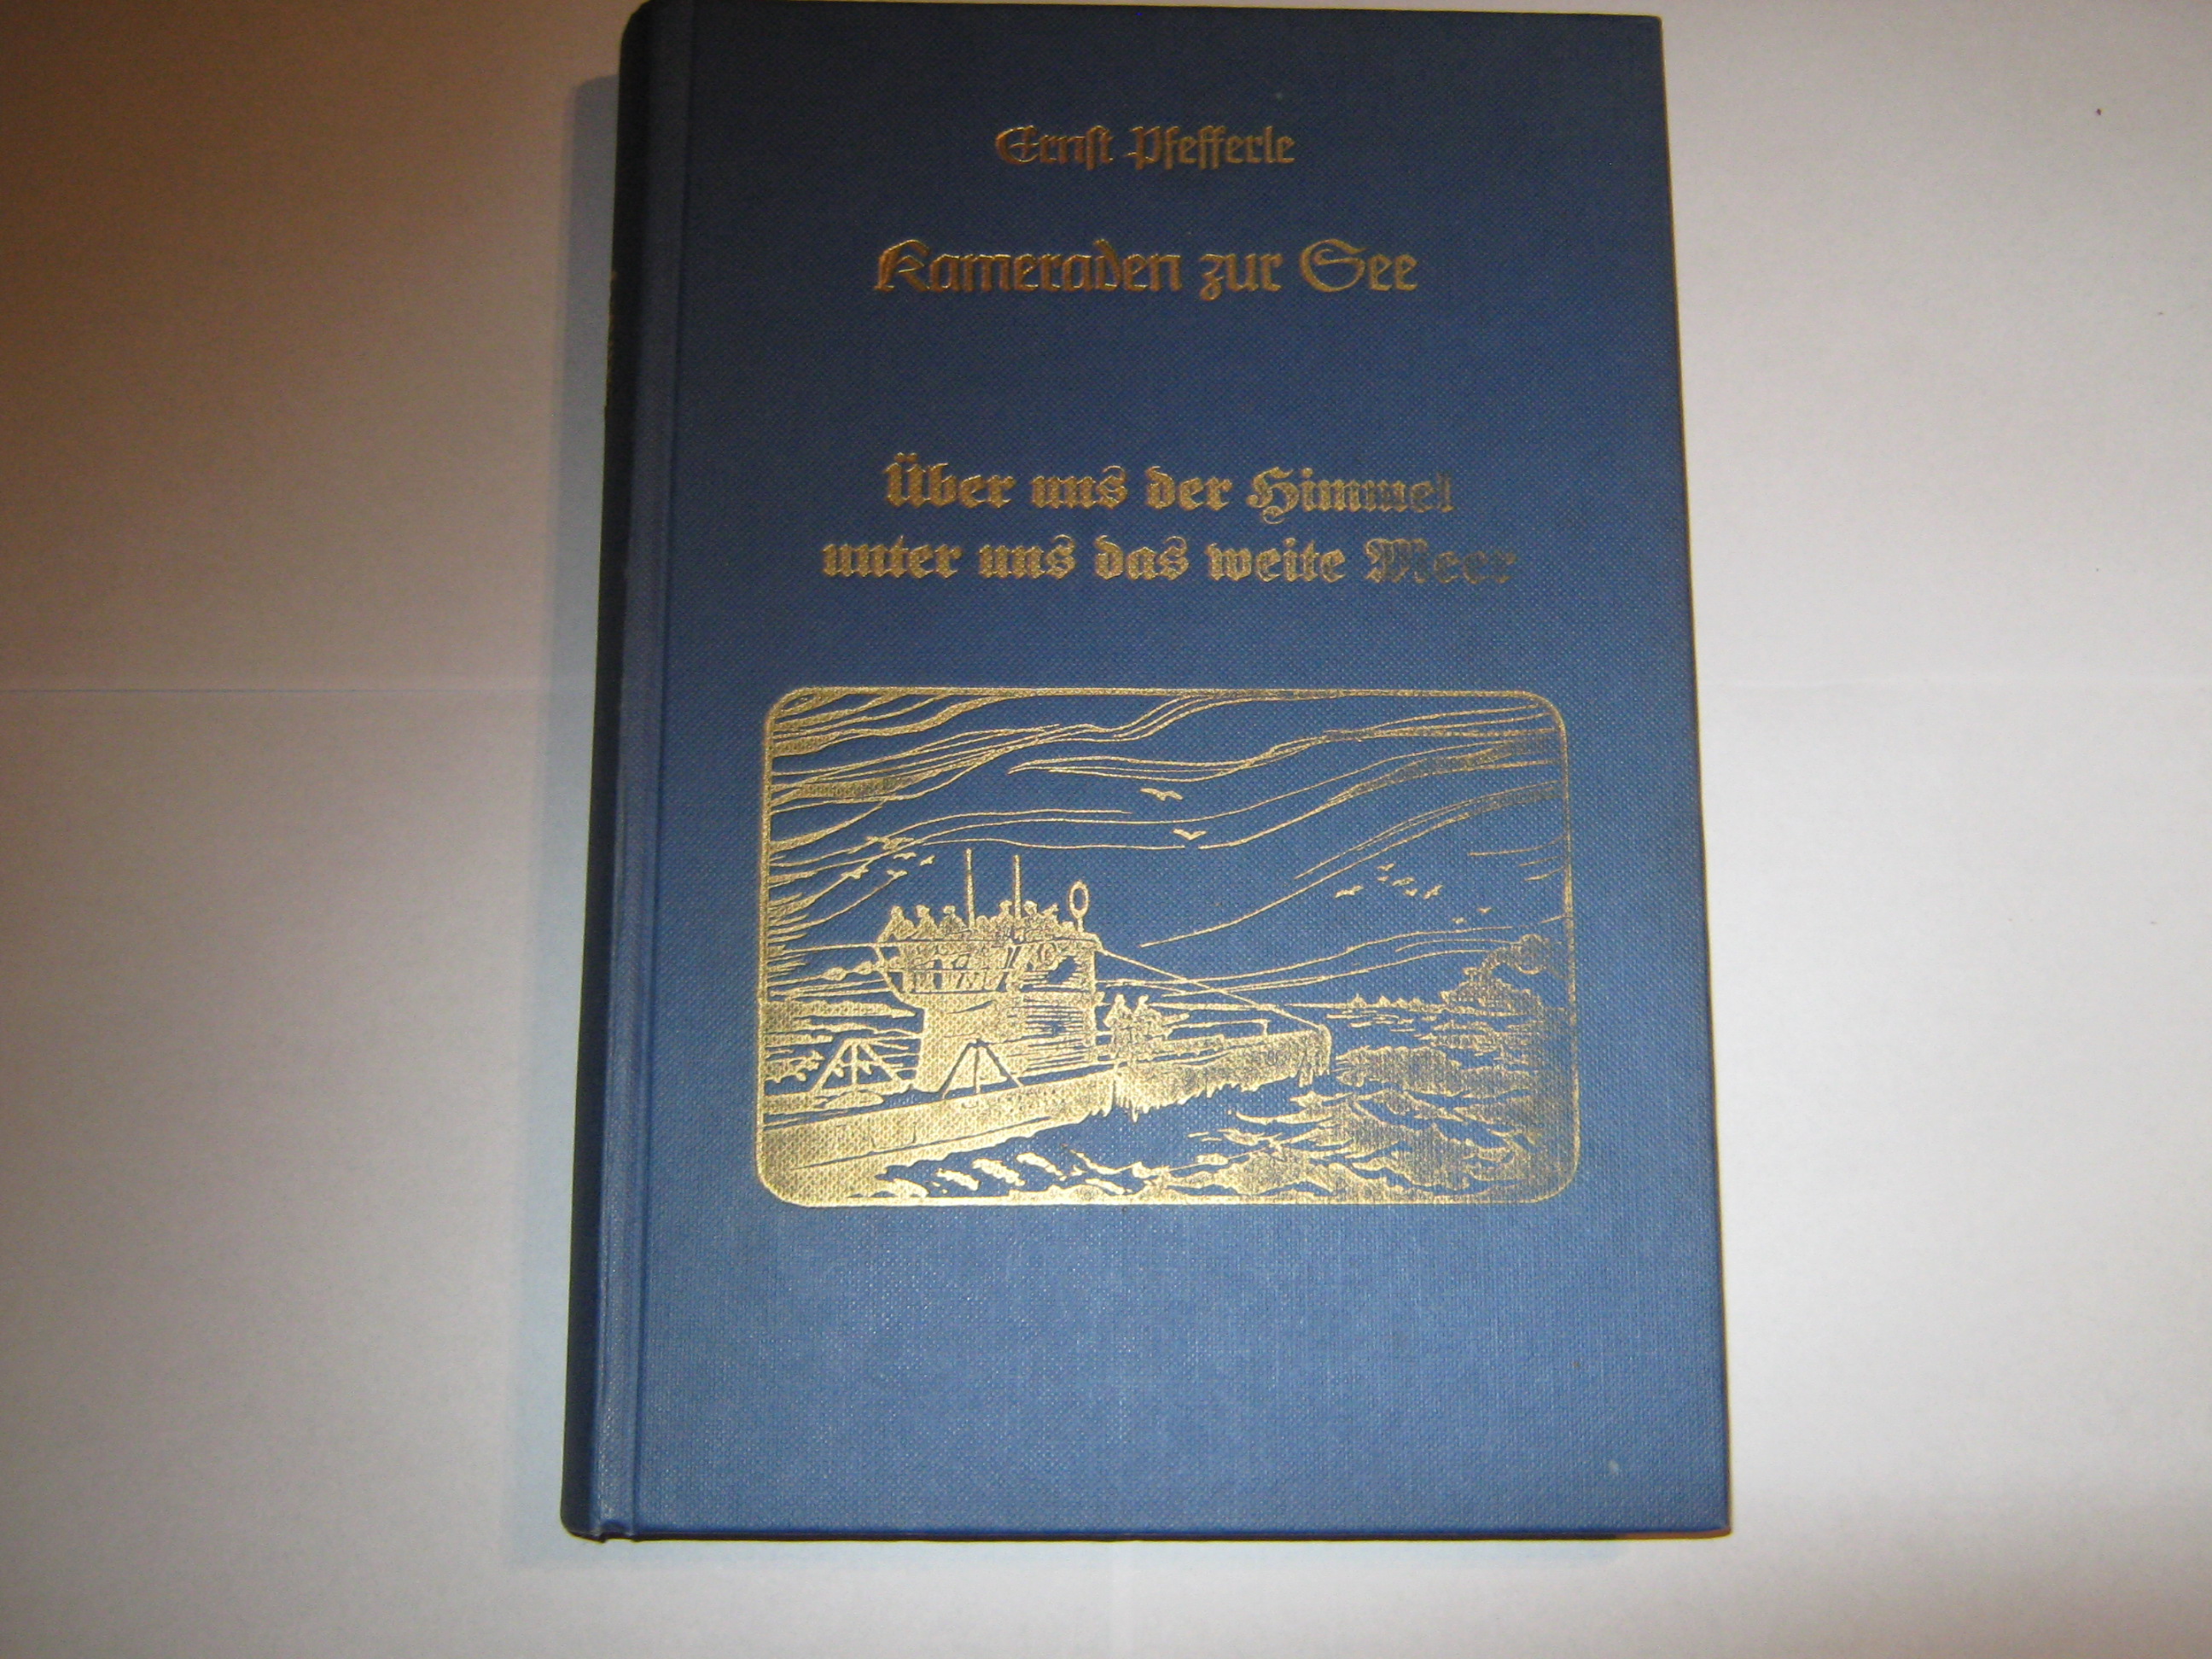 Ernst Pfefferle
Kameraden zur See
Über uns der Himmel
unter uns das weite Meer